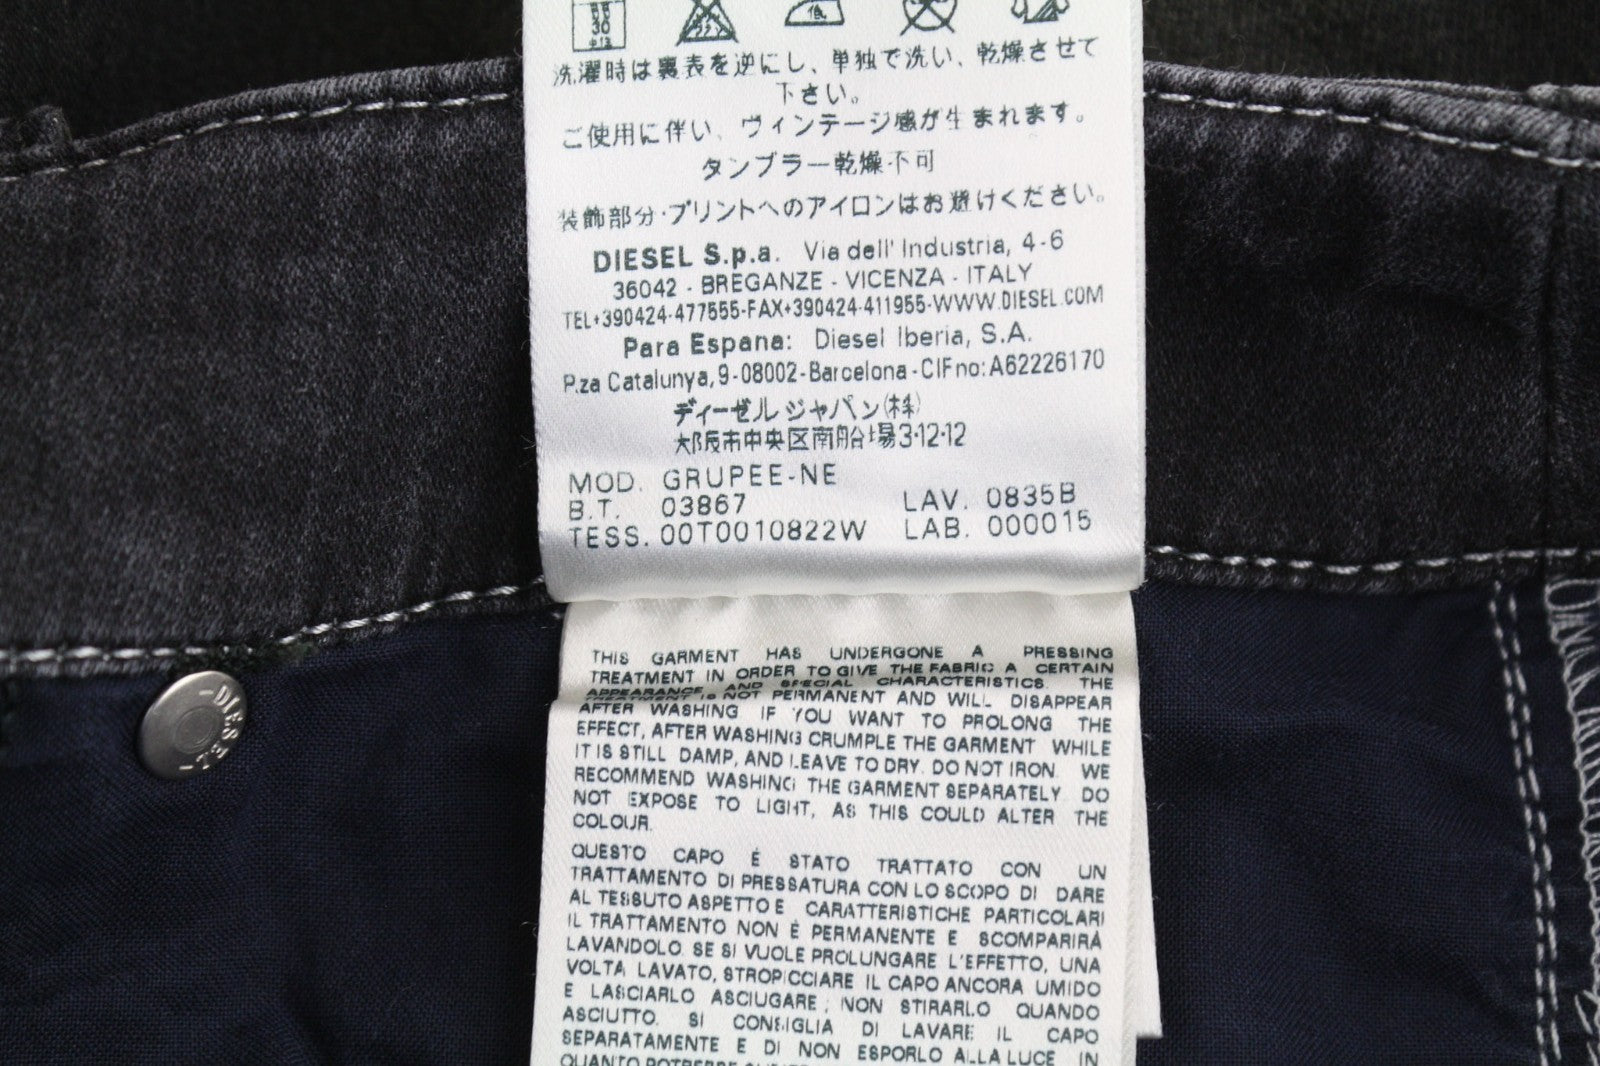 30
低
洗濯時は裏表を逆にし、単独で洗い、乾燥させて
下さい。
ご使用に伴い、ヴィンテージ感が生まれます。
タンブラー乾燥不可
装飾部分・プリントへのアイロンはお避けください。
DIESEL S.p.a. Via dell' Industria, 4-6
36042 - BREGANZE - VICENZA - ITALY
TEL+390424-477555-FAX+390424-411955-WWW.DIESEL.COM
Para Espana: Diesel Iberia, S.A.
P.za Catalunya, 9-08002-Barcelona-CIFno:A62226170
ディーゼルジャパン(株)
大阪市中央区南船場3-12-12
MOD. GRUPEE-NE
B.T. 03867 LAV. 0835B
TESS. 00T0010822W LAB. 000015
THIS GARMENT HAS UNDERGONE A PRESSING
TREATMENT IN ORDER TO GIVE THE FABRIC A CERTAIN
APPEARANCE AND SPECIAL CHARACTERISTICS. THE
TREATMENT IS NOT PERMANENT AND WILL DISAPPEAR
AFTER WASHING IF YOU WANT TO PROLONG THE
EFFECT, AFTER WASHING CRUMPLE THE GARMENT WHILE
IT IS STILL DAMP, AND LEAVE TO DRY. DO NOT IRON. WE
RECOMMEND WASHING THE GARMENT SEPARATELY. DO
NOT EXPOSE TO LIGHT, AS THIS COULD ALTER THE
COLOUR.
QUESTO CAPO È STATO TRATTATO CON UN
TRATTAMENTO DI PRESSATURA CON LO SCOPO DI DARE
AL TESSUTO ASPETTO E CARATTERISTICHE PARTICOLARI
IL TRATTAMENTO NON È PERMANENTE E SCOMPARIRÀ
LAVANDOLO. SE SI VUOLE PROLUNGARE L'EFFETTO, UNA
VOLTA LAVATO, STROPICCIARE IL CAPO ANCORA UMIDO
E LASCIARLO ASCIUGARE; NON STIRARLO QUANDO
ASCIUTTO. SI CONSIGLIA DI LAVARE IL CAPO
SEPARATAMENTE E DI NON ESPORLO ALLA LUCE IN
QUANTO
-DIESEL-